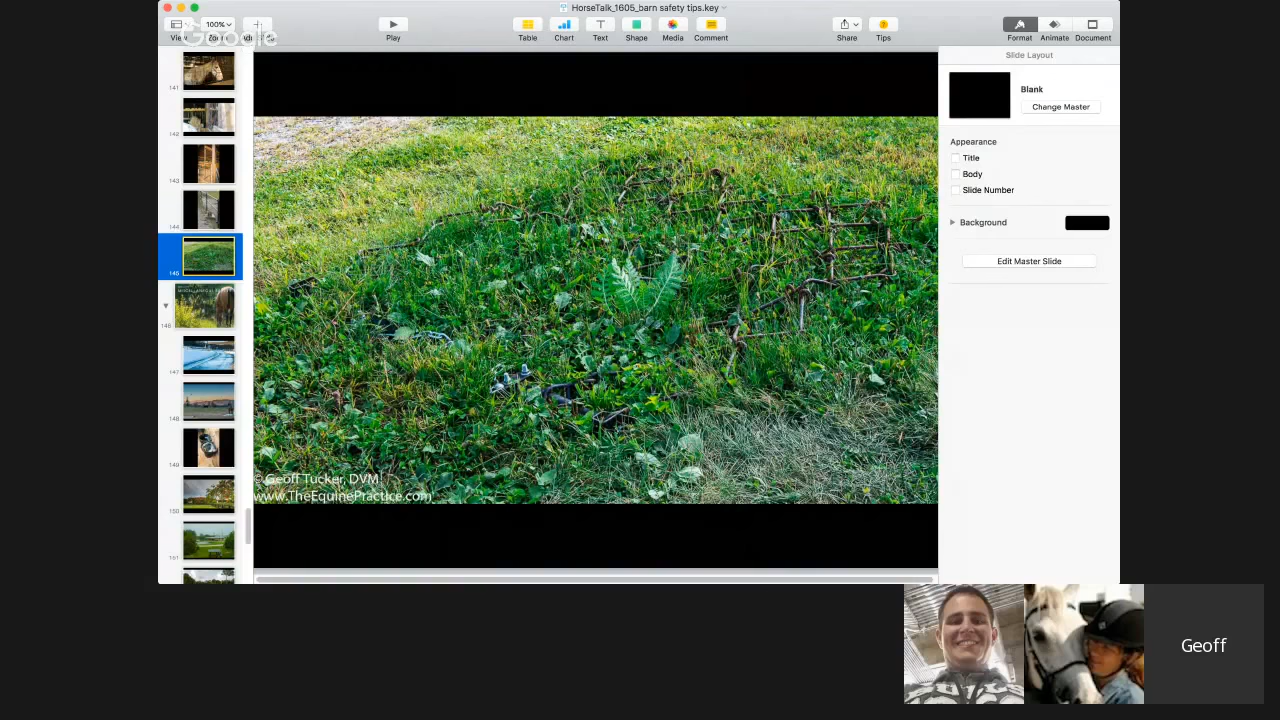 HorseTalk_1605_barn safety tips.key
100%
Google
View
Zoom
Play
Table
Chart
Text
Shape
Media
Comment
Share
Tips
Format
Animate
Document
Slide Layout
Blank
Change Master
Appearance
Title
Body
Slide Number
Background
Edit Master Slide
141
142
143
144
145
146
147
148
149
150
151
© Geoff Tucker, DVM
www.TheEquinePractice.com
Geoff